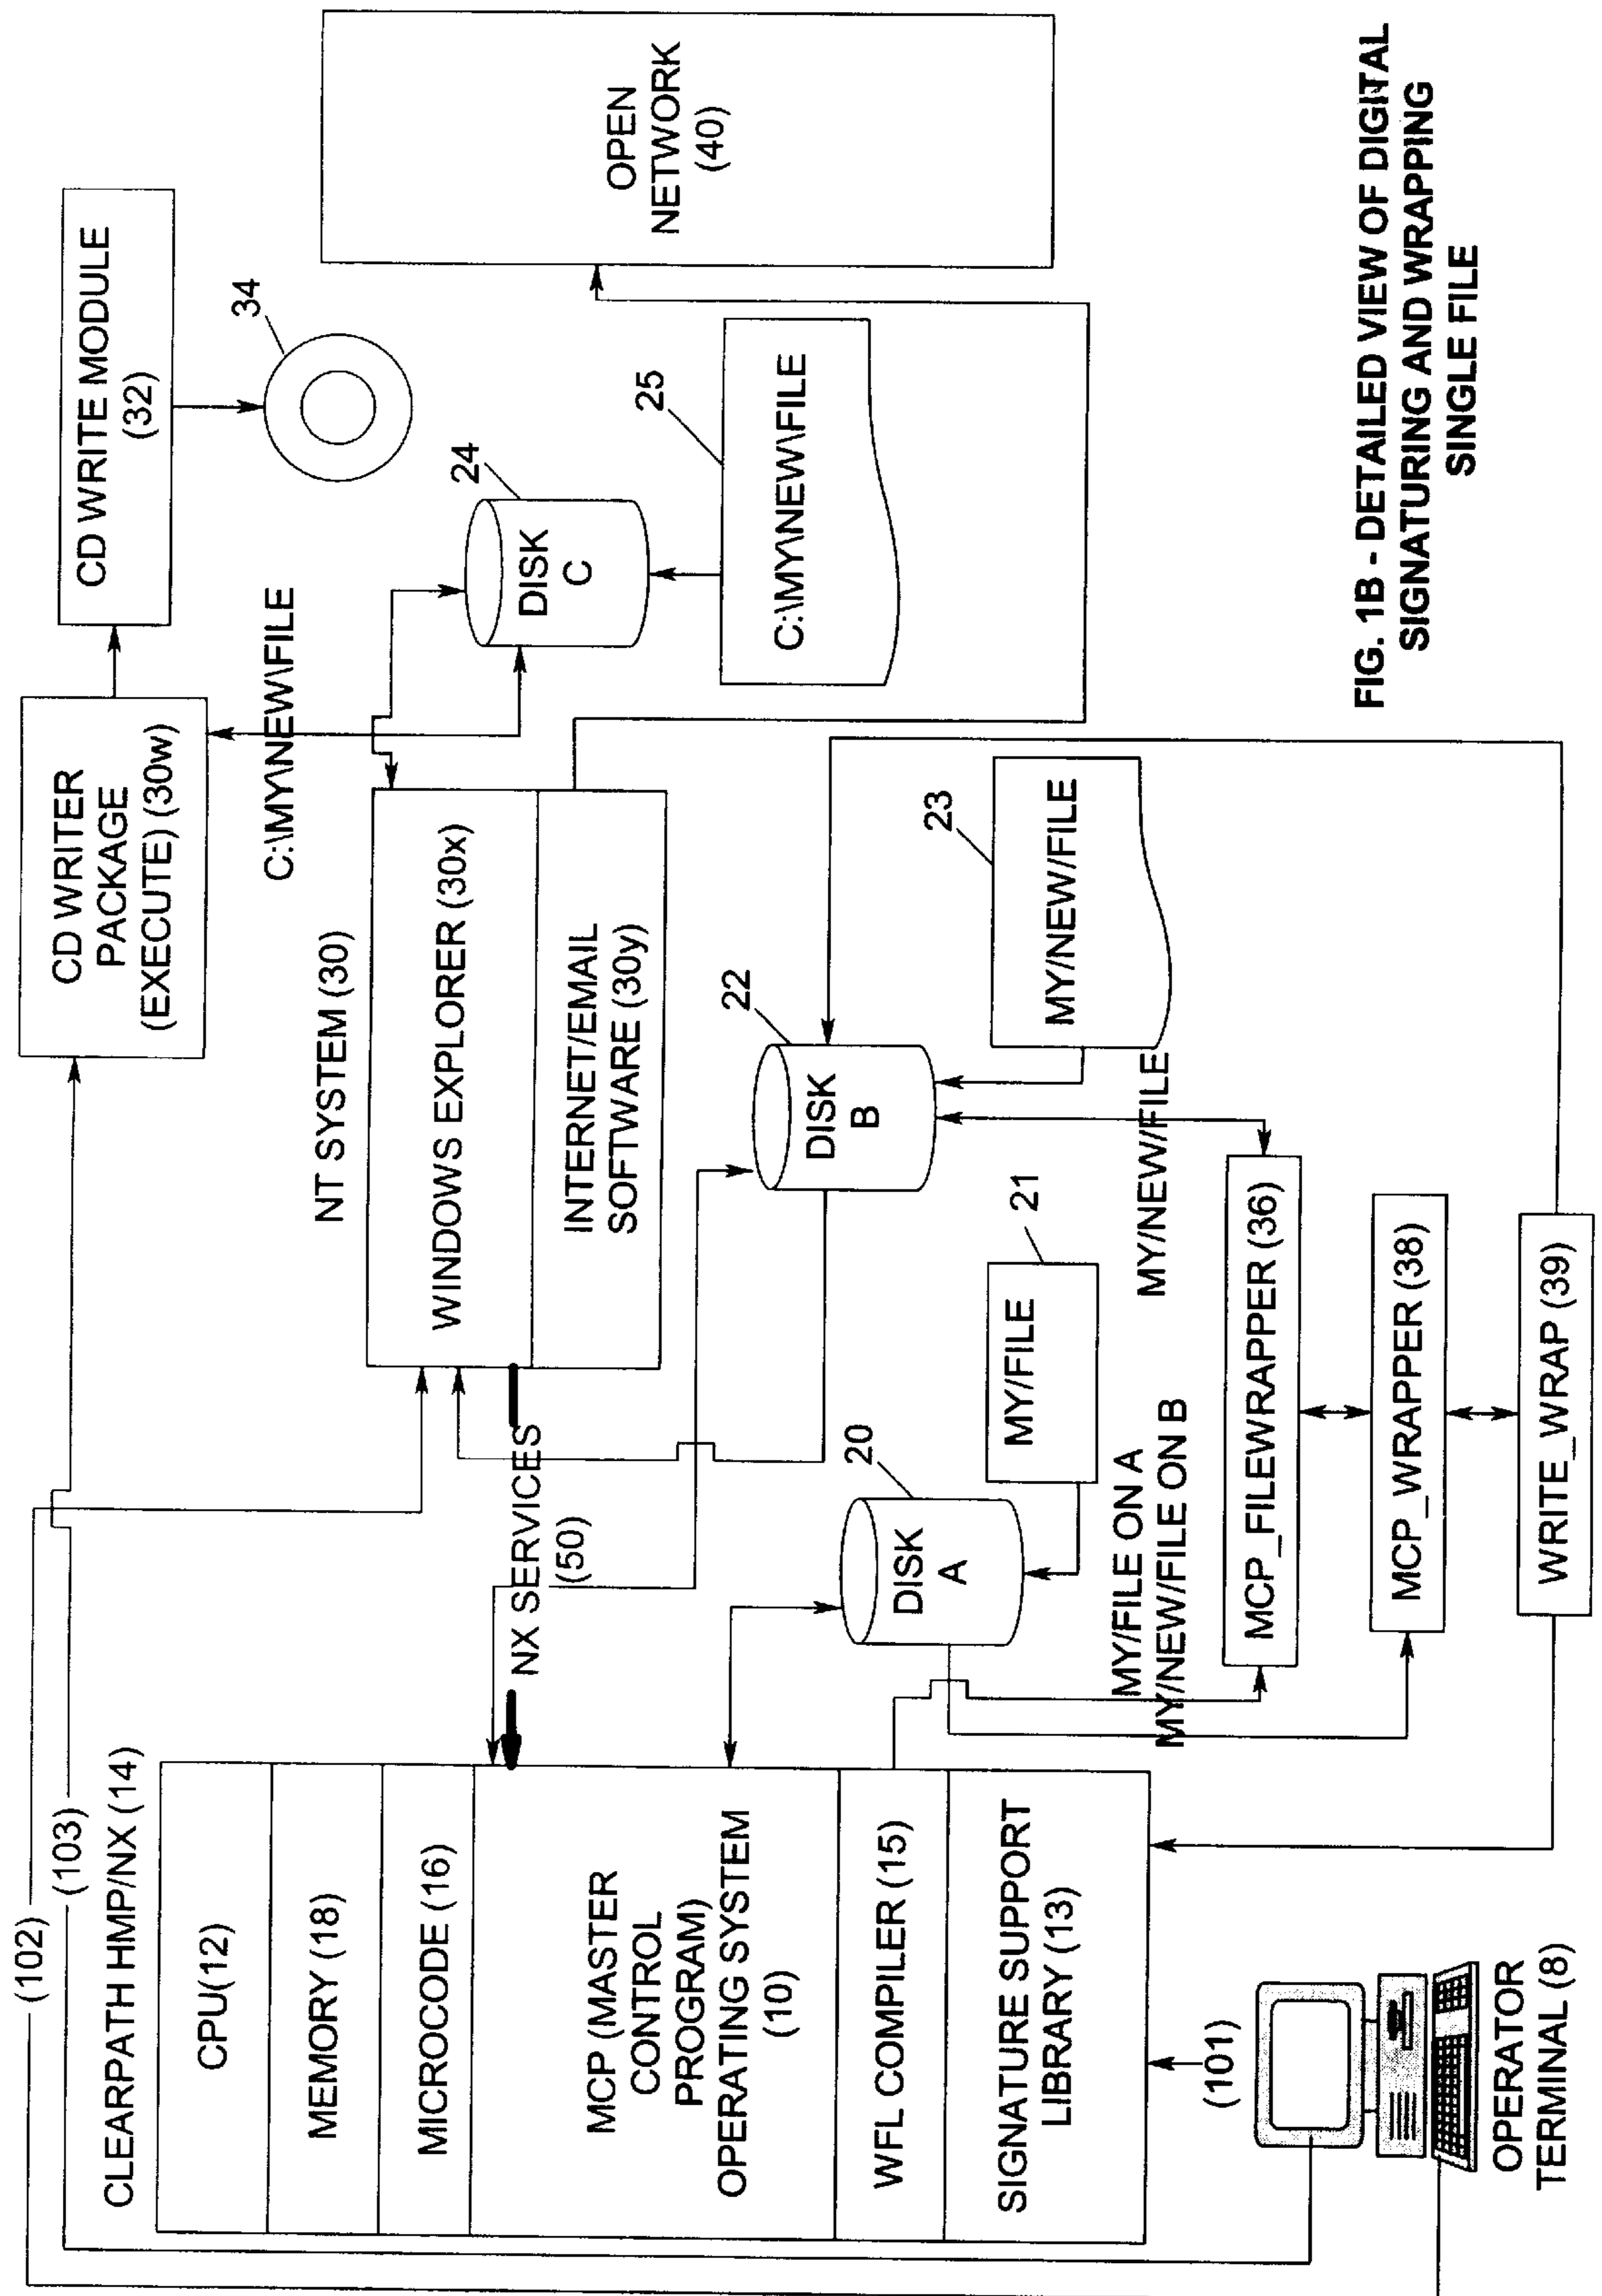 (102)
(103)
CLEARPATH HMP/NX (14)
CPU(12)
MEMORY (18)
MICROCODE (16)
MCP (MASTER
CONTROL
PROGRAM)
OPERATING SYSTEM
(10)
WFL COMPILER (15)
SIGNATURE SUPPORT
LIBRARY (13)
(101)
OPERATOR
TERMINAL (8)
CD WRITER
PACKAGE
(EXECUTE) (30w)
CD WRITE MODULE
(32)
34
C:\MY\NEW\FILE
NT SYSTEM (30)
WINDOWS EXPLORER (30x)
INTERNET/EMAIL
SOFTWARE (30y)
NX SERVICES
(50)
24
DISK
C
25
C:\MY\NEW\FILE
OPEN
NETWORK
(40)
20
DISK
A
21
MY/FILE
22
DISK
B
23
MY/NEW/FILE
MY/NEW/FILE
MY/FILE ON A
MY/NEW/FILE ON B
MCP_FILEWRAPPER (36)
MCP_WRAPPER (38)
WRITE_WRAP (39)
FIG. 1B - DETAILED VIEW OF DIGITAL
SIGNATURING AND WRAPPING
SINGLE FILE